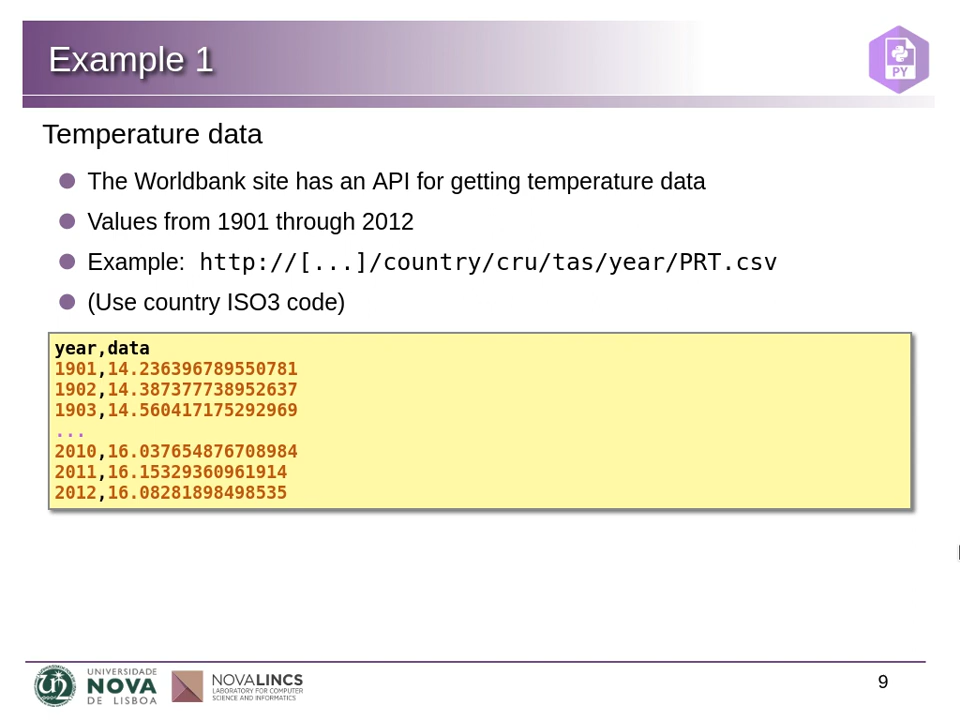 Example 1
PY
Temperature data
The Worldbank site has an API for getting temperature data
Values from 1901 through 2012
Example: http://[...]/country/cru/tas/year/PRT.csv
(Use country ISO3 code)
year,data
1901,14.236396789550781
1902,14.387377738952637
1903,14.560417175292969
...
2010,16.037654876708984
2011,16.15329360961914
2012,16.08281898498535
UNIVERSIDADE
NOVA
DE LISBOA
NOVALINCS
LABORATORY FOR COMPUTER
SCIENCE AND INFORMATICS
9